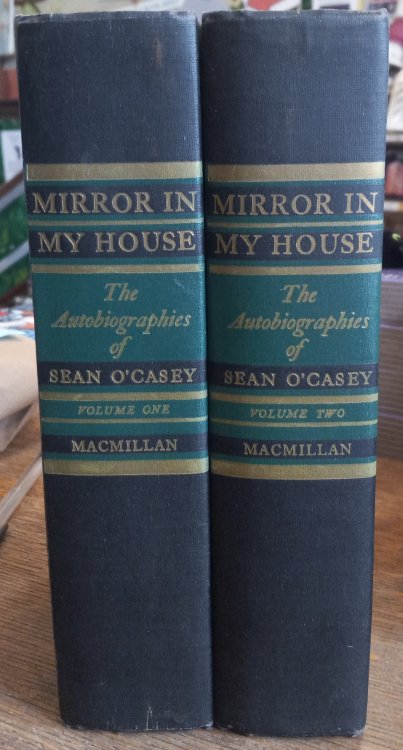 MIRROR IN
MY HOUSE
The
Autobiographies
of
SEAN O'CASEY
VOLUME ONE
MACMILLAN
MIRROR IN
MY HOUSE
The
Autobiographies
of
SEAN O'CASEY
VOLUME TWO
MACMILLAN